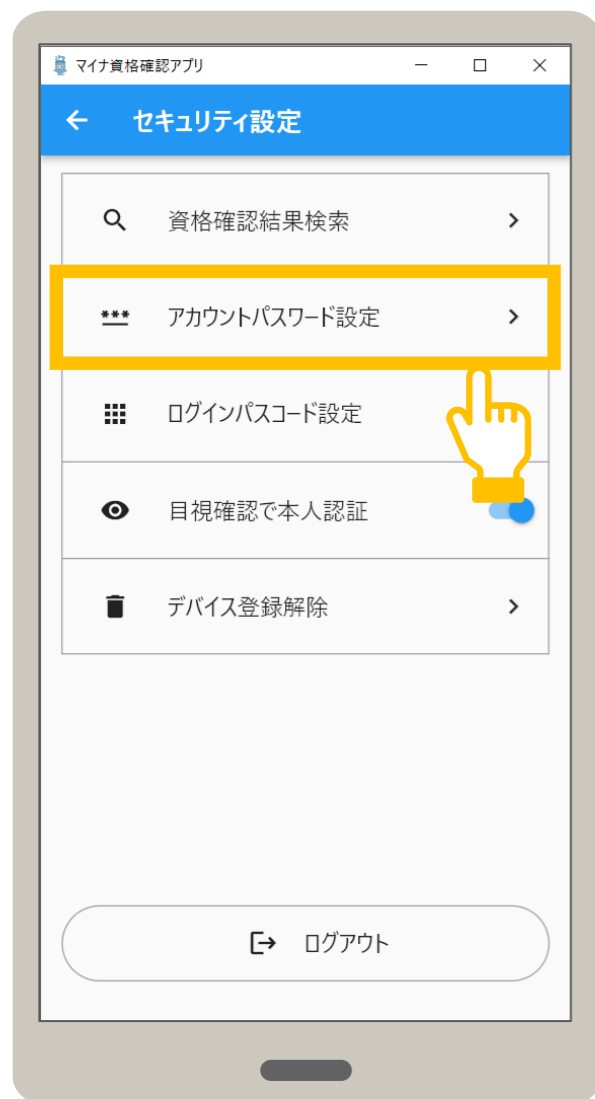 マイナ資格確認アプリ
セキュリティ設定
資格確認結果検索
アカウントパスワード設定
ログインパスコード設定
目視確認で本人認証
デバイス登録解除
ログアウト